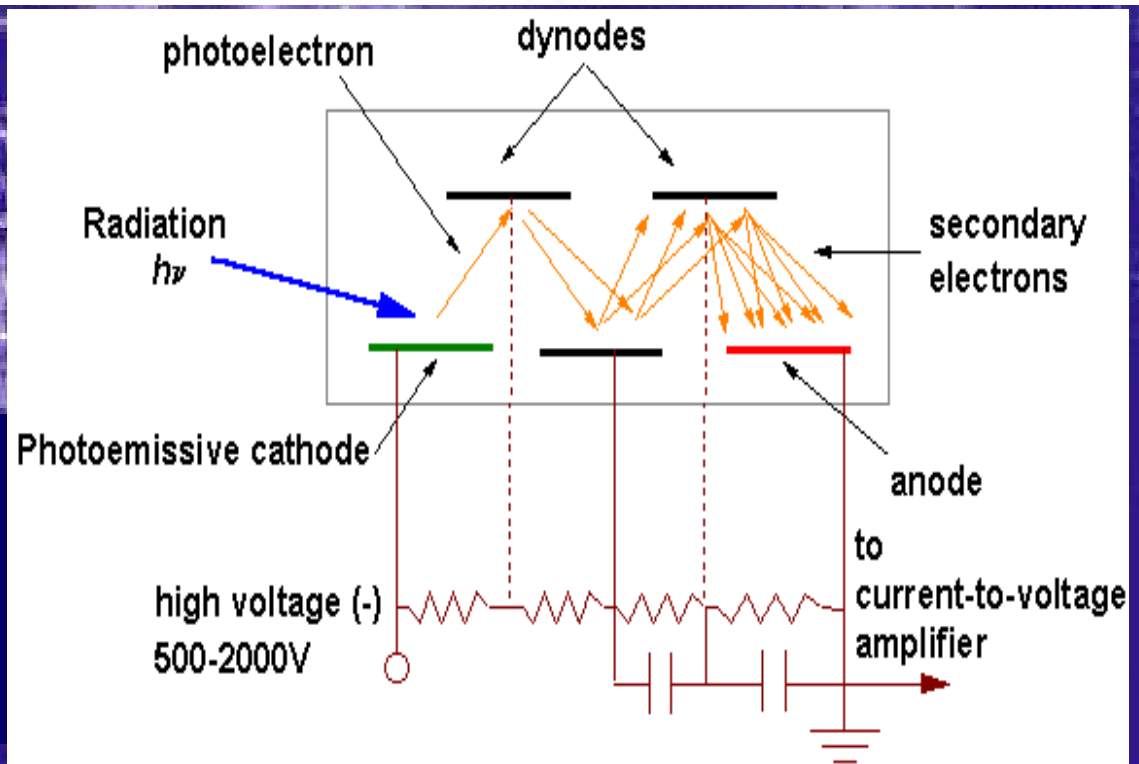 dynodes
photoelectron
Radiation
hν
secondary
electrons
Photoemissive cathode
anode
to
current-to-voltage
amplifier
high voltage (-)
500-2000V